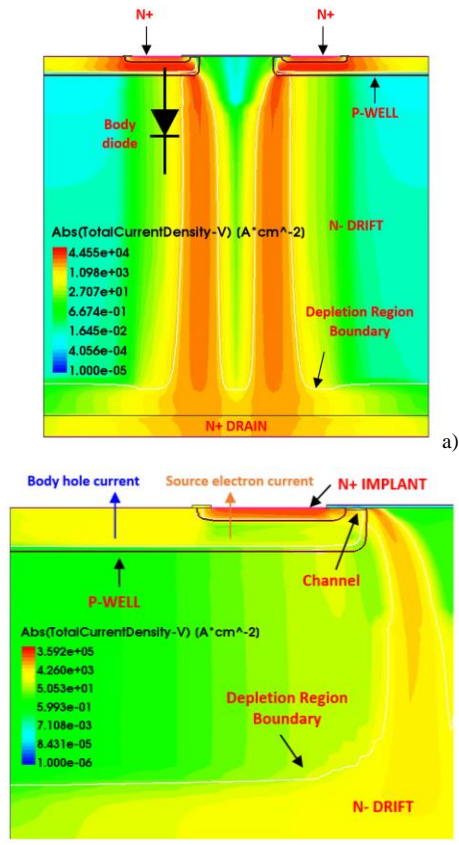 N+
N+
P-WELL
Body
diode
Abs(TotalCurrentDensity-V) [A*cm^-2]
4.455e+04
1.098e+03
2.707e+01
6.674e-01
1.645e-02
4.056e-04
1.000e-05
N- DRIFT
Depletion Region
Boundary
N+ DRAIN
a)
Body hole current
Source electron current
N+ IMPLANT
Channel
P-WELL
Abs(TotalCurrentDensity-V) [A*cm^-2]
3.592e+05
4.260e+03
5.053e+01
5.993e-01
7.108e-03
8.431e-05
1.000e-06
Depletion Region
Boundary
N- DRIFT